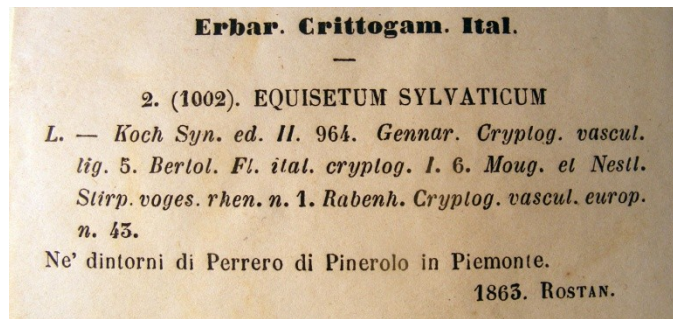 Erbar. Crittogam. Ital.
—
2. (1002). EQUISETUM SYLVATICUM
L. — Koch Syn. ed. II. 964. Gennar. Cryptog. vascul.
lig. 5. Bertol. Fl. ital. cryptog. I. 6. Moug. et Nestl.
Stirp. voges. rhen. n. 1. Rabenh. Cryptog. vascul. europ.
n. 43.
Ne' dintorni di Perrero di Pinerolo in Piemonte.
1863. ROSTAN.